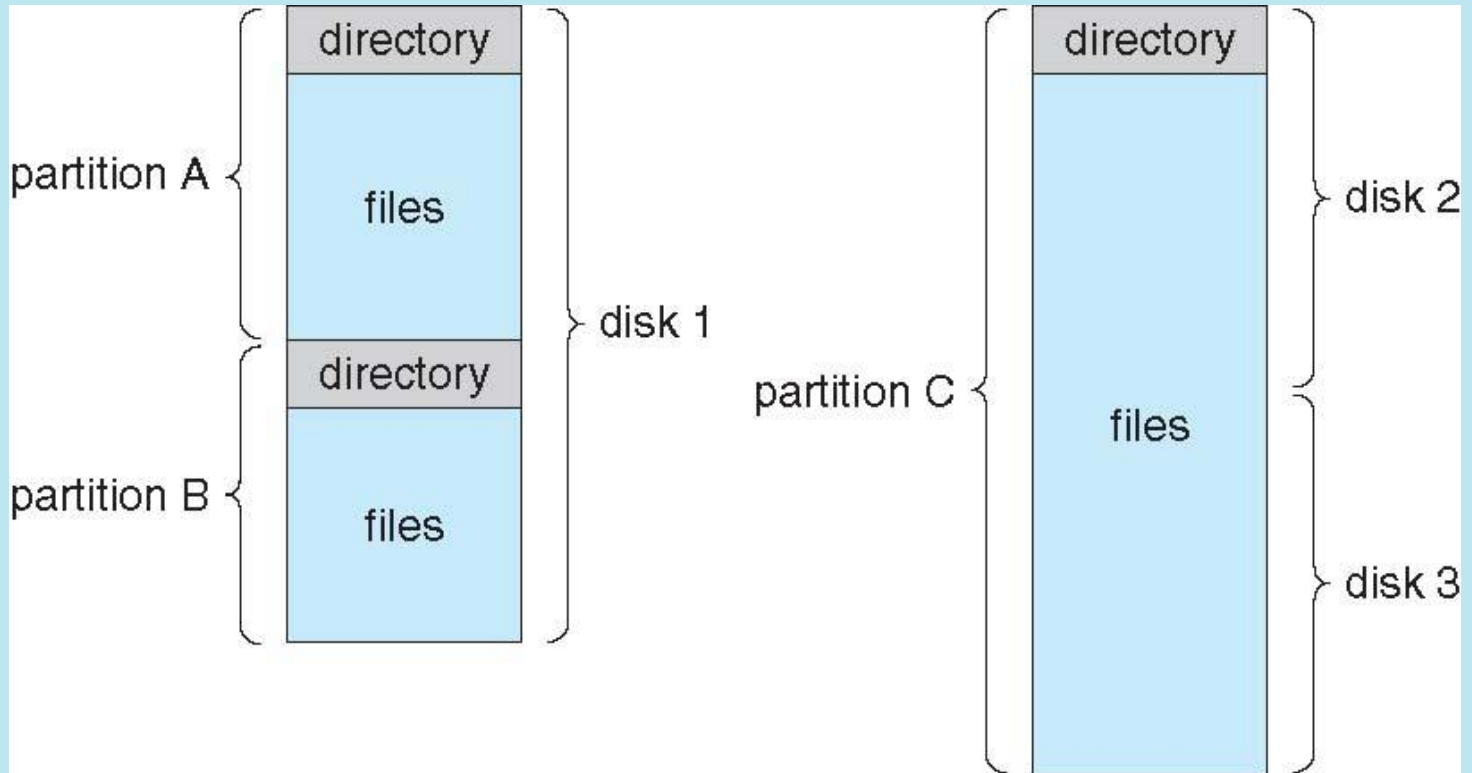 directory
partition A
files
disk 1
directory
partition B
files
directory
disk 2
partition C
files
disk 3